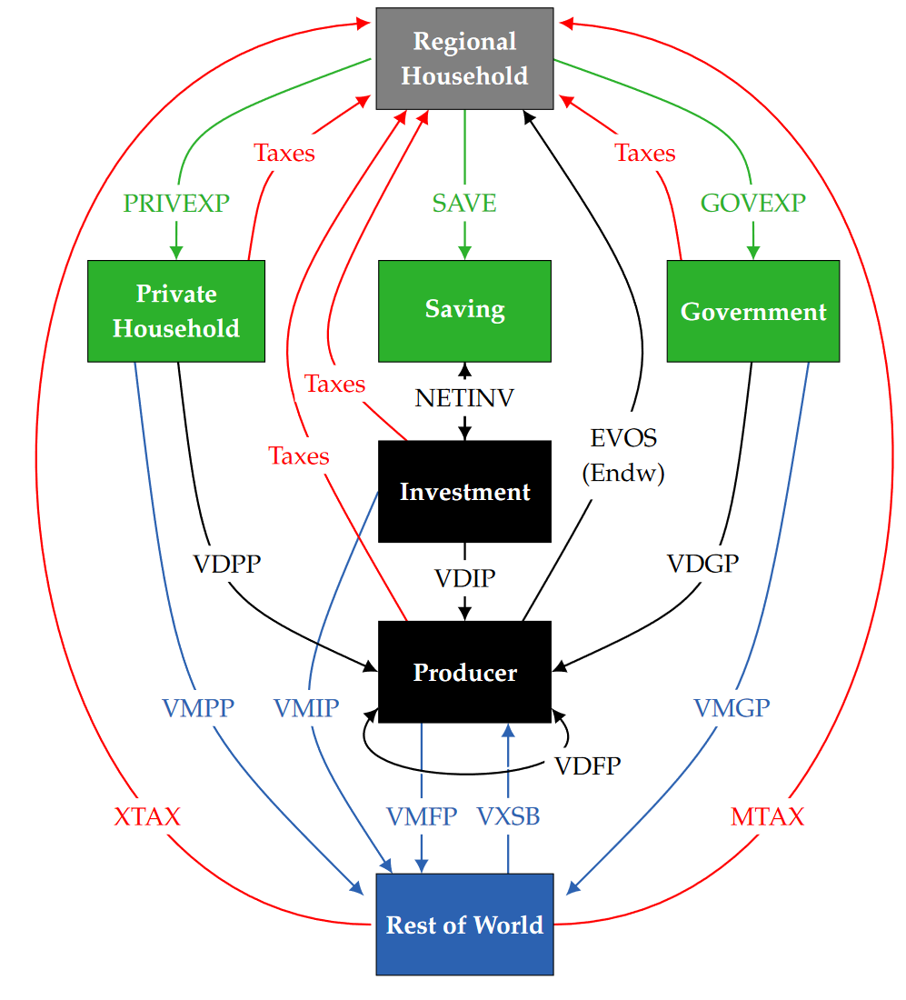 Regional
Household
Taxes
Taxes
PRIVEXP
SAVE
GOVEXP
Private
Household
Saving
Government
Taxes
NETINV
Taxes
EVOS
(Endw)
Investment
VDPP
VDIP
VDGP
Producer
VMPP
VMIP
VMGP
VDFP
XTAX
VMFP
VXSB
MTAX
Rest of World